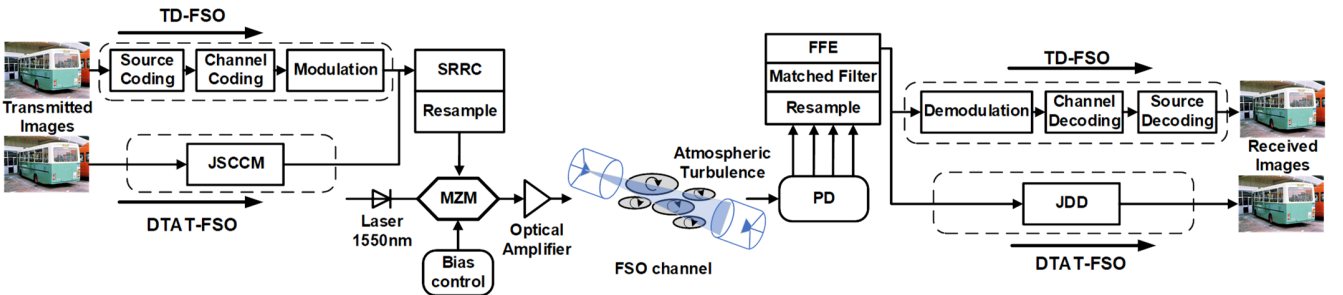 TD-FSO
Source
Coding
Channel
Coding
Modulation
Transmitted
Images
JSCCM
DTAT-FSO
SRRC
Resample
Laser
1550nm
MZM
Bias
control
Optical
Amplifier
Atmospheric
Turbulence
FSO channel
FFE
Matched Filter
Resample
PD
TD-FSO
Demodulation
Channel
Decoding
Source
Decoding
Received
Images
JDD
DTAT-FSO